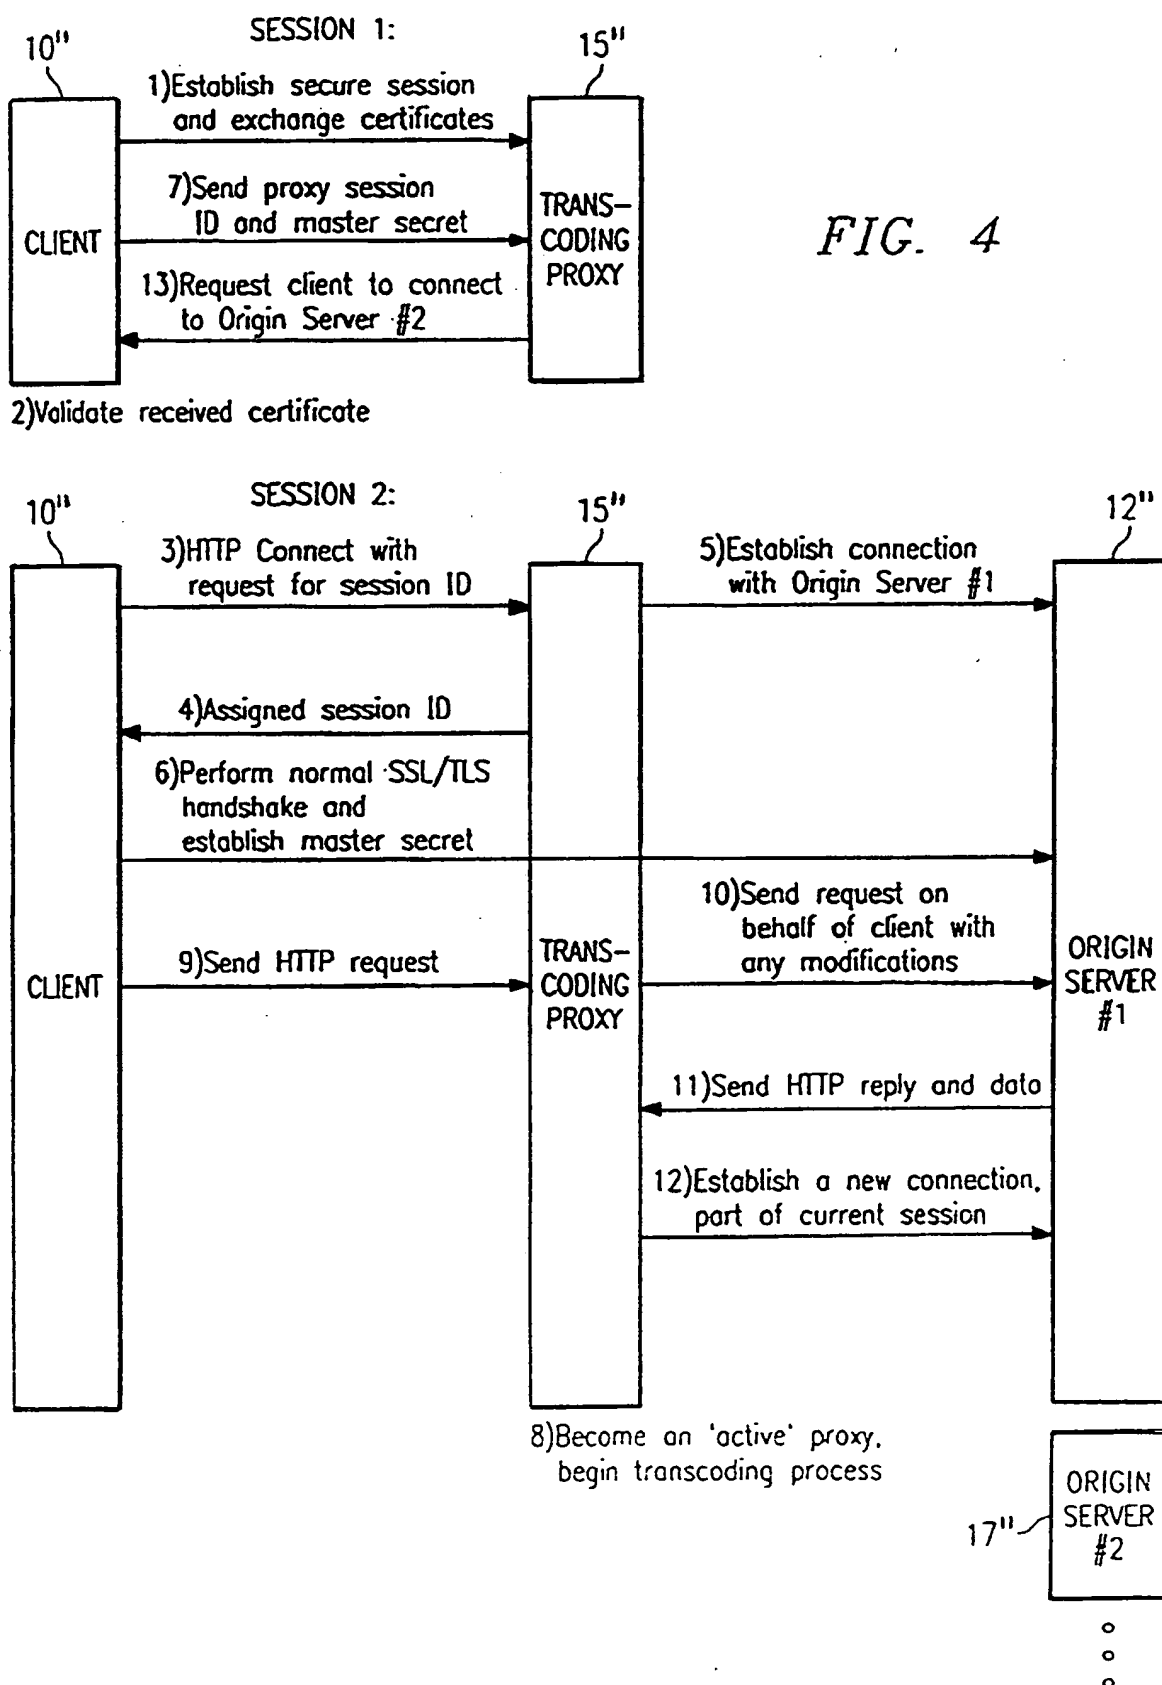 SESSION 1:
10"
15"
1)Establish secure session
and exchange certificates
7)Send proxy session
ID and master secret
CLIENT
TRANS-
CODING
PROXY
FIG. 4
13)Request client to connect
to Origin Server #2
2)Validate received certificate
SESSION 2:
10"
15"
12"
3)HTTP Connect with
request for session ID
5)Establish connection
with Origin Server #1
4)Assigned session ID
6)Perform normal SSL/TLS
handshake and
establish master secret
10)Send request on
behalf of client with
any modifications
9)Send HTTP request
CLIENT
TRANS-
CODING
PROXY
ORIGIN
SERVER
#1
11)Send HTTP reply and data
12)Establish a new connection,
part of current session
8)Become an 'active' proxy,
begin transcoding process
17"
ORIGIN
SERVER
#2